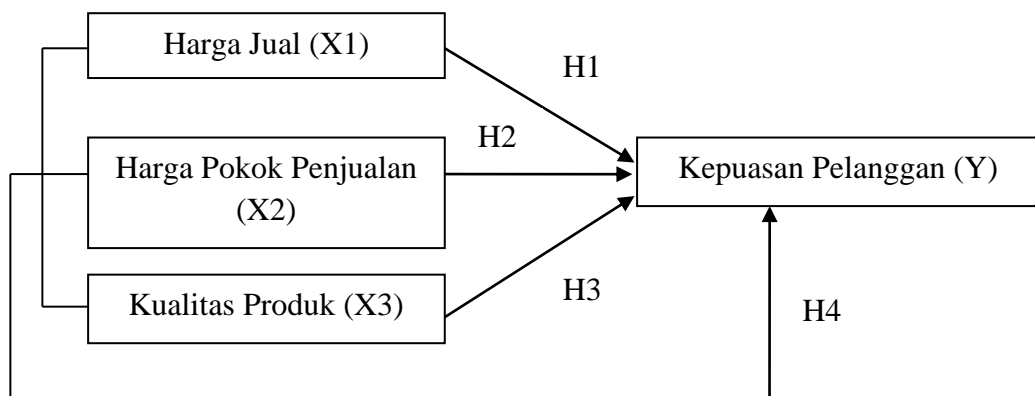 Harga Jual (X1)
H1
H2
Harga Pokok Penjualan
(X2)
Kepuasan Pelanggan (Y)
Kualitas Produk (X3)
H3
H4